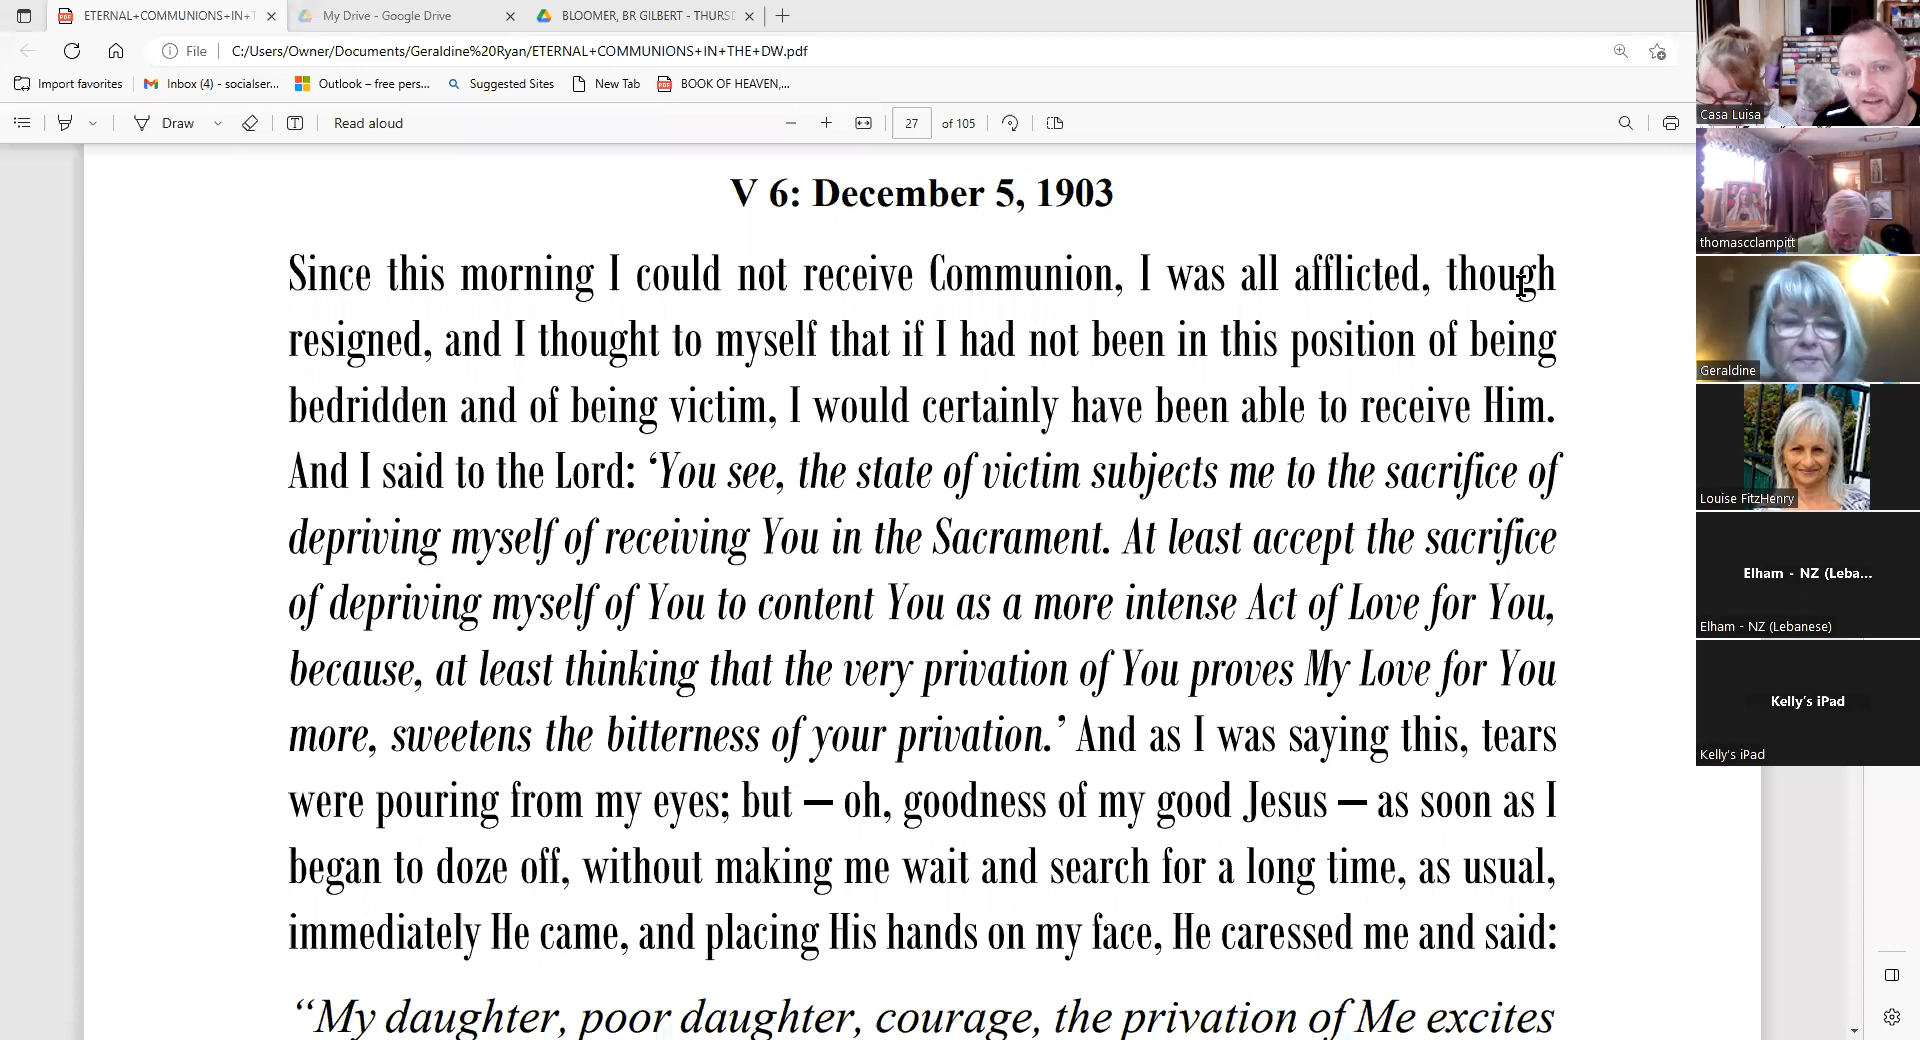 ETERNAL+COMMUNIONS+IN+T
My Drive - Google Drive
BLOOMER, BR GILBERT - THURS
File
C:/Users/Owner/Documents/Geraldine%20Ryan/ETERNAL+COMMUNIONS+IN+THE+DW.pdf
Import favorites
Inbox (4) - socialser...
Outlook – free pers...
Suggested Sites
New Tab
BOOK OF HEAVEN,...
Draw
Read aloud
27 of 105
V 6: December 5, 1903
Since this morning I could not receive Communion, I was all afflicted, though
resigned, and I thought to myself that if I had not been in this position of being
bedridden and of being victim, I would certainly have been able to receive Him.
And I said to the Lord: ‘You see, the state of victim subjects me to the sacrifice of
depriving myself of receiving You in the Sacrament. At least accept the sacrifice
of depriving myself of You to content You as a more intense Act of Love for You,
because, at least thinking that the very privation of You proves My Love for You
more, sweetens the bitterness of your privation.’ And as I was saying this, tears
were pouring from my eyes; but — oh, goodness of my good Jesus — as soon as I
began to doze off, without making me wait and search for a long time, as usual,
immediately He came, and placing His hands on my face, He caressed me and said:
“My daughter, poor daughter, courage, the privation of Me excites
Casa Luisa
thomascclampitt
Geraldine
Louise FitzHenry
Elham - NZ (Leba...
Elham - NZ (Lebanese)
Kelly's iPad
Kelly's iPad